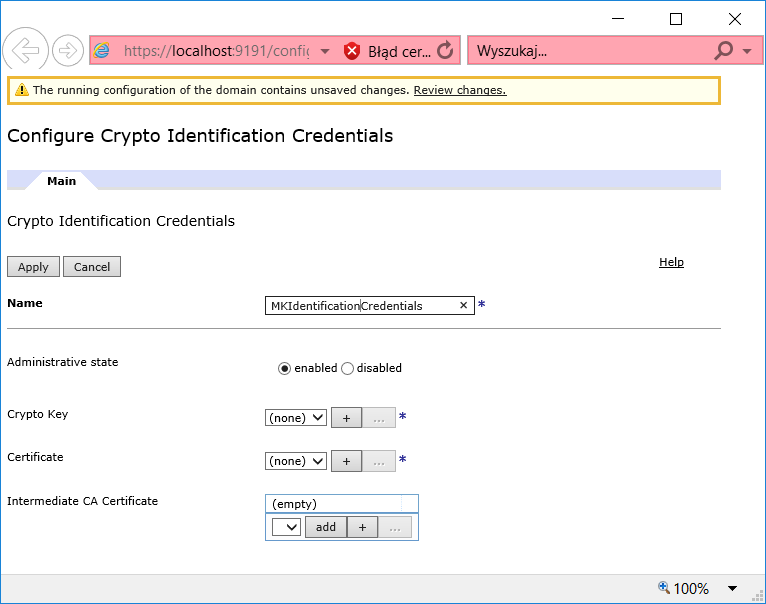 https://localhost:9191/config
Błąd cer...
Wyszukaj...
The running configuration of the domain contains unsaved changes. Review changes.
Configure Crypto Identification Credentials
Main
Crypto Identification Credentials
Apply Cancel Help
Name MKIdentificationCredentials × *
Administrative state enabled disabled
Crypto Key (none) + ... *
Certificate (none) + ... *
Intermediate CA Certificate (empty)
add + ...
100%